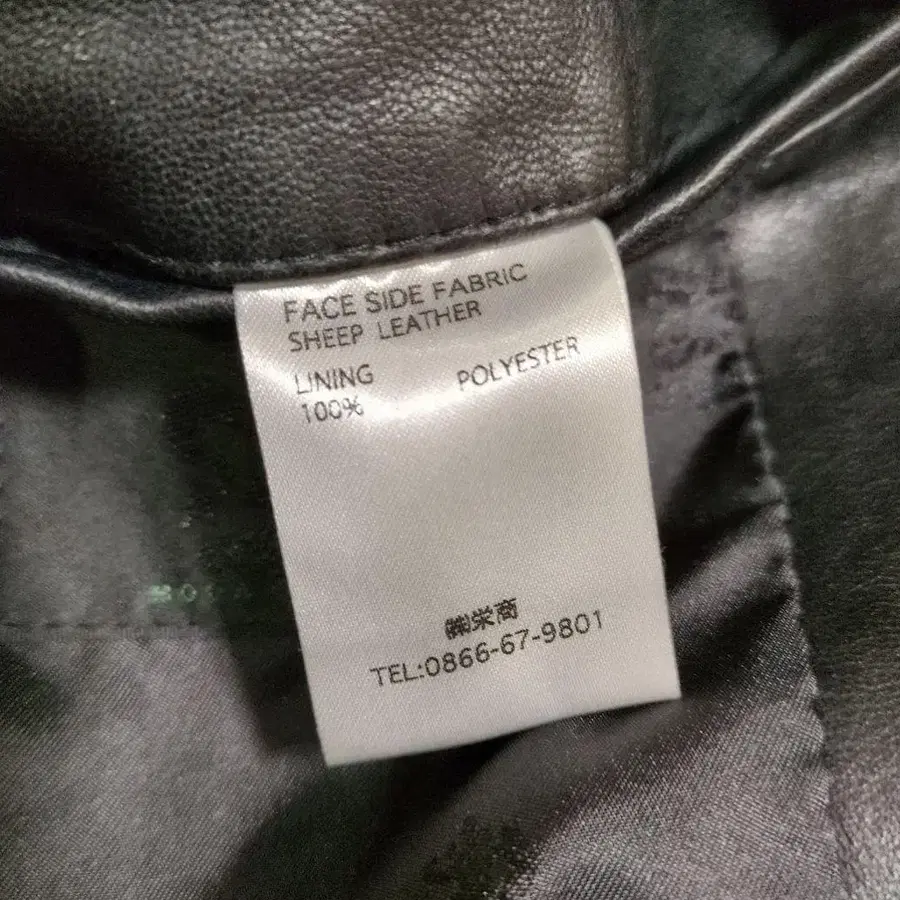 FACE SIDE FABRIC
SHEEP LEATHER
LINING POLYESTER
100%
㈱栄商
TEL:0866-67-9801